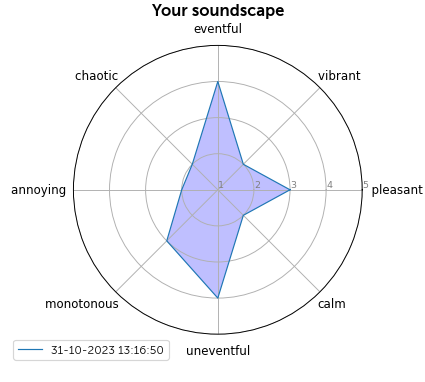 Your soundscape
eventful
chaotic
vibrant
annoying
1 2 3 4 5
pleasant
monotonous
calm
31-10-2023 13:16:50
uneventful